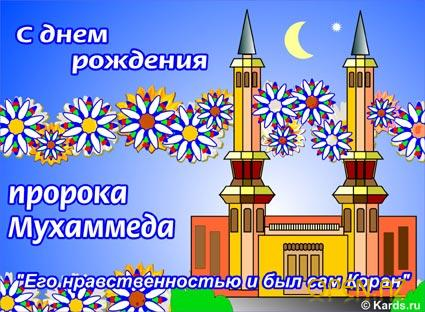 С днем
рождения
пророка
Мухаммеда
"Его нравственностью и был сам Коран"
© Kards.ru